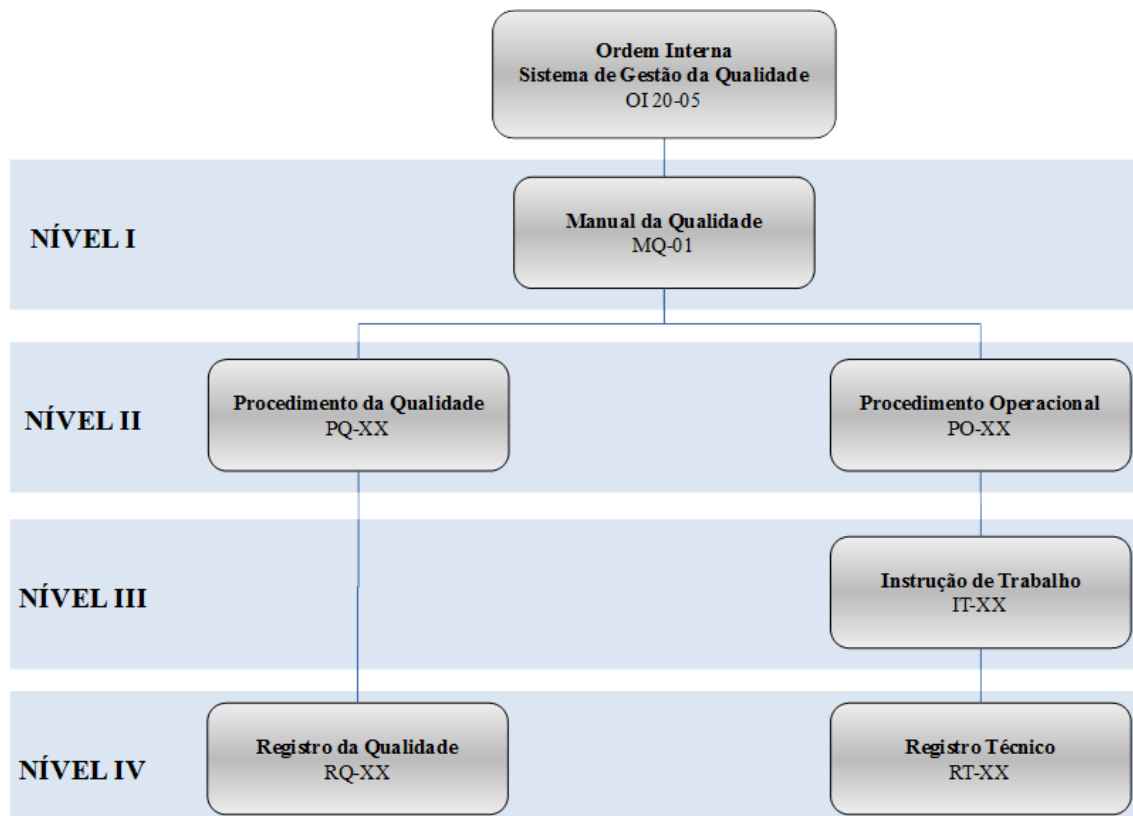 Ordem Interna
Sistema de Gestão da Qualidade
OI 20-05
NÍVEL I
Manual da Qualidade
MQ-01
NÍVEL II
Procedimento da Qualidade
PQ-XX
Procedimento Operacional
PO-XX
NÍVEL III
Instrução de Trabalho
IT-XX
NÍVEL IV
Registro da Qualidade
RQ-XX
Registro Técnico
RT-XX